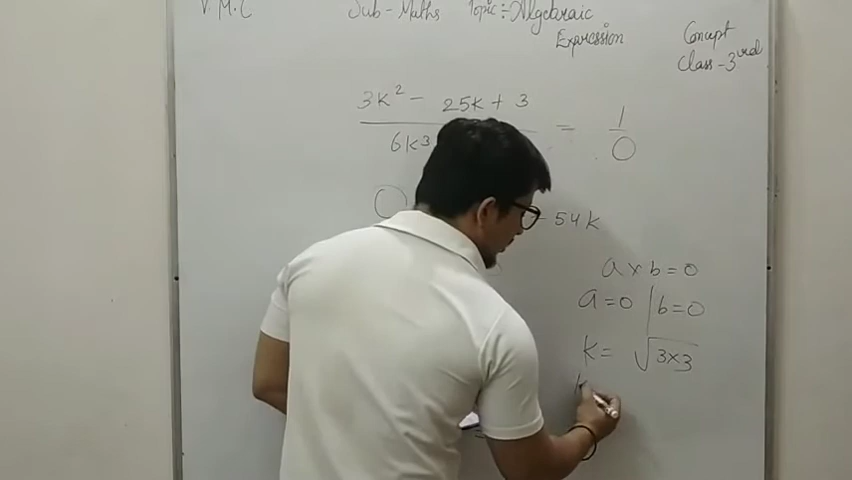 V.M.C Sub-Maths Topic:-Algebraic
Expression
Concept
Class-3rd
3k² - 25k + 3
6k³
= 1/0
0
- 54k
a × b = 0
a = 0 | b = 0
k = √3×3
k